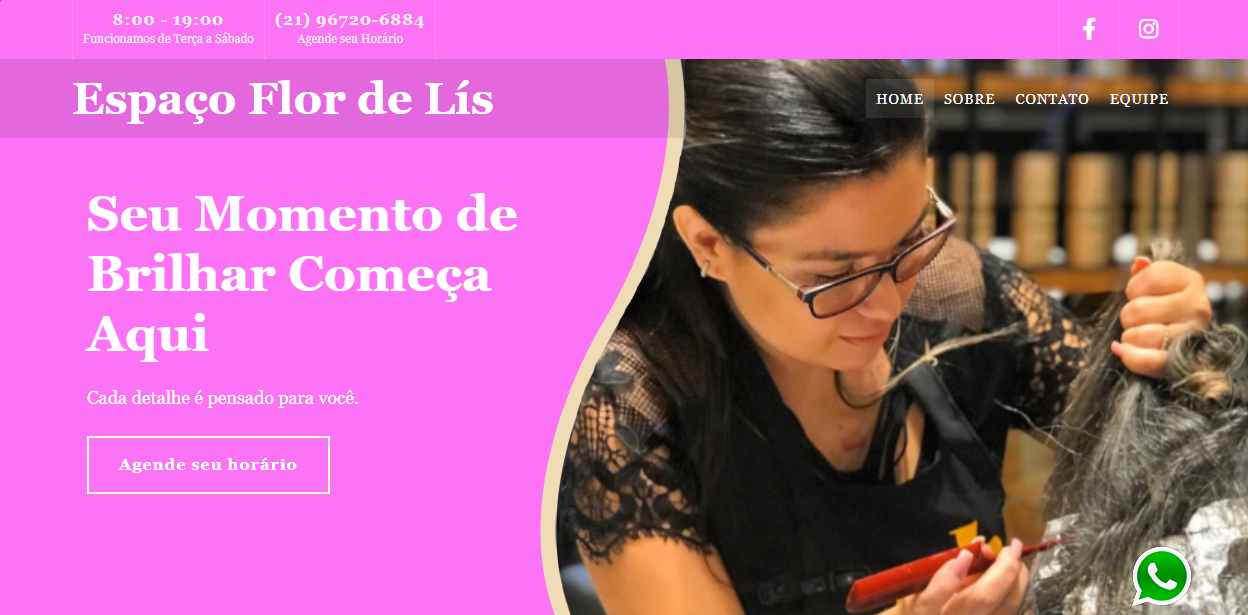 8:00 - 19:00
Funcionamos de Terça a Sábado
(21) 96720-6884
Agende seu Horário
Espaço Flor de Lís
HOME SOBRE CONTATO EQUIPE
Seu Momento de
Brilhar Começa
Aqui
Cada detalhe é pensado para você.
Agende seu horário